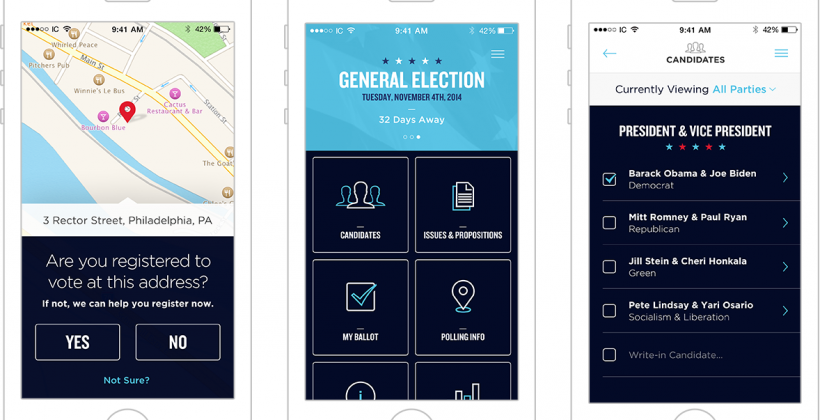 IC
9:41 AM
42%
Whirled Peace
Pitchers Pub
Main St
Winnie's Le Bus
Cactus
Restaurant & Bar
Station St
Bourbon Blue
The Goat
3 Rector Street, Philadelphia, PA
Are you registered to
vote at this address?
If not, we can help you register now.
YES
NO
Not Sure?
IC
9:41 AM
42%
GENERAL ELECTION
TUESDAY, NOVEMBER 4TH, 2014
32 Days Away
CANDIDATES
ISSUES & PROPOSITIONS
MY BALLOT
POLLING INFO
IC
9:41 AM
42%
CANDIDATES
Currently Viewing All Parties
PRESIDENT & VICE PRESIDENT
Barack Obama & Joe Biden
Democrat
Mitt Romney & Paul Ryan
Republican
Jill Stein & Cheri Honkala
Green
Pete Lindsay & Yari Osario
Socialism & Liberation
Write-in Candidate...